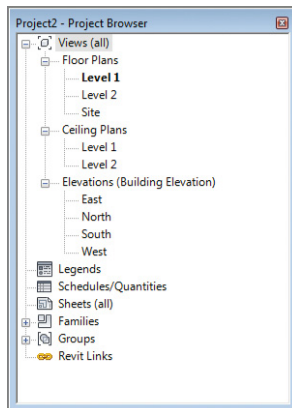 Project2 - Project Browser
Views (all)
Floor Plans
Level 1
Level 2
Site
Ceiling Plans
Level 1
Level 2
Elevations (Building Elevation)
East
North
South
West
Legends
Schedules/Quantities
Sheets (all)
Families
Groups
Revit Links